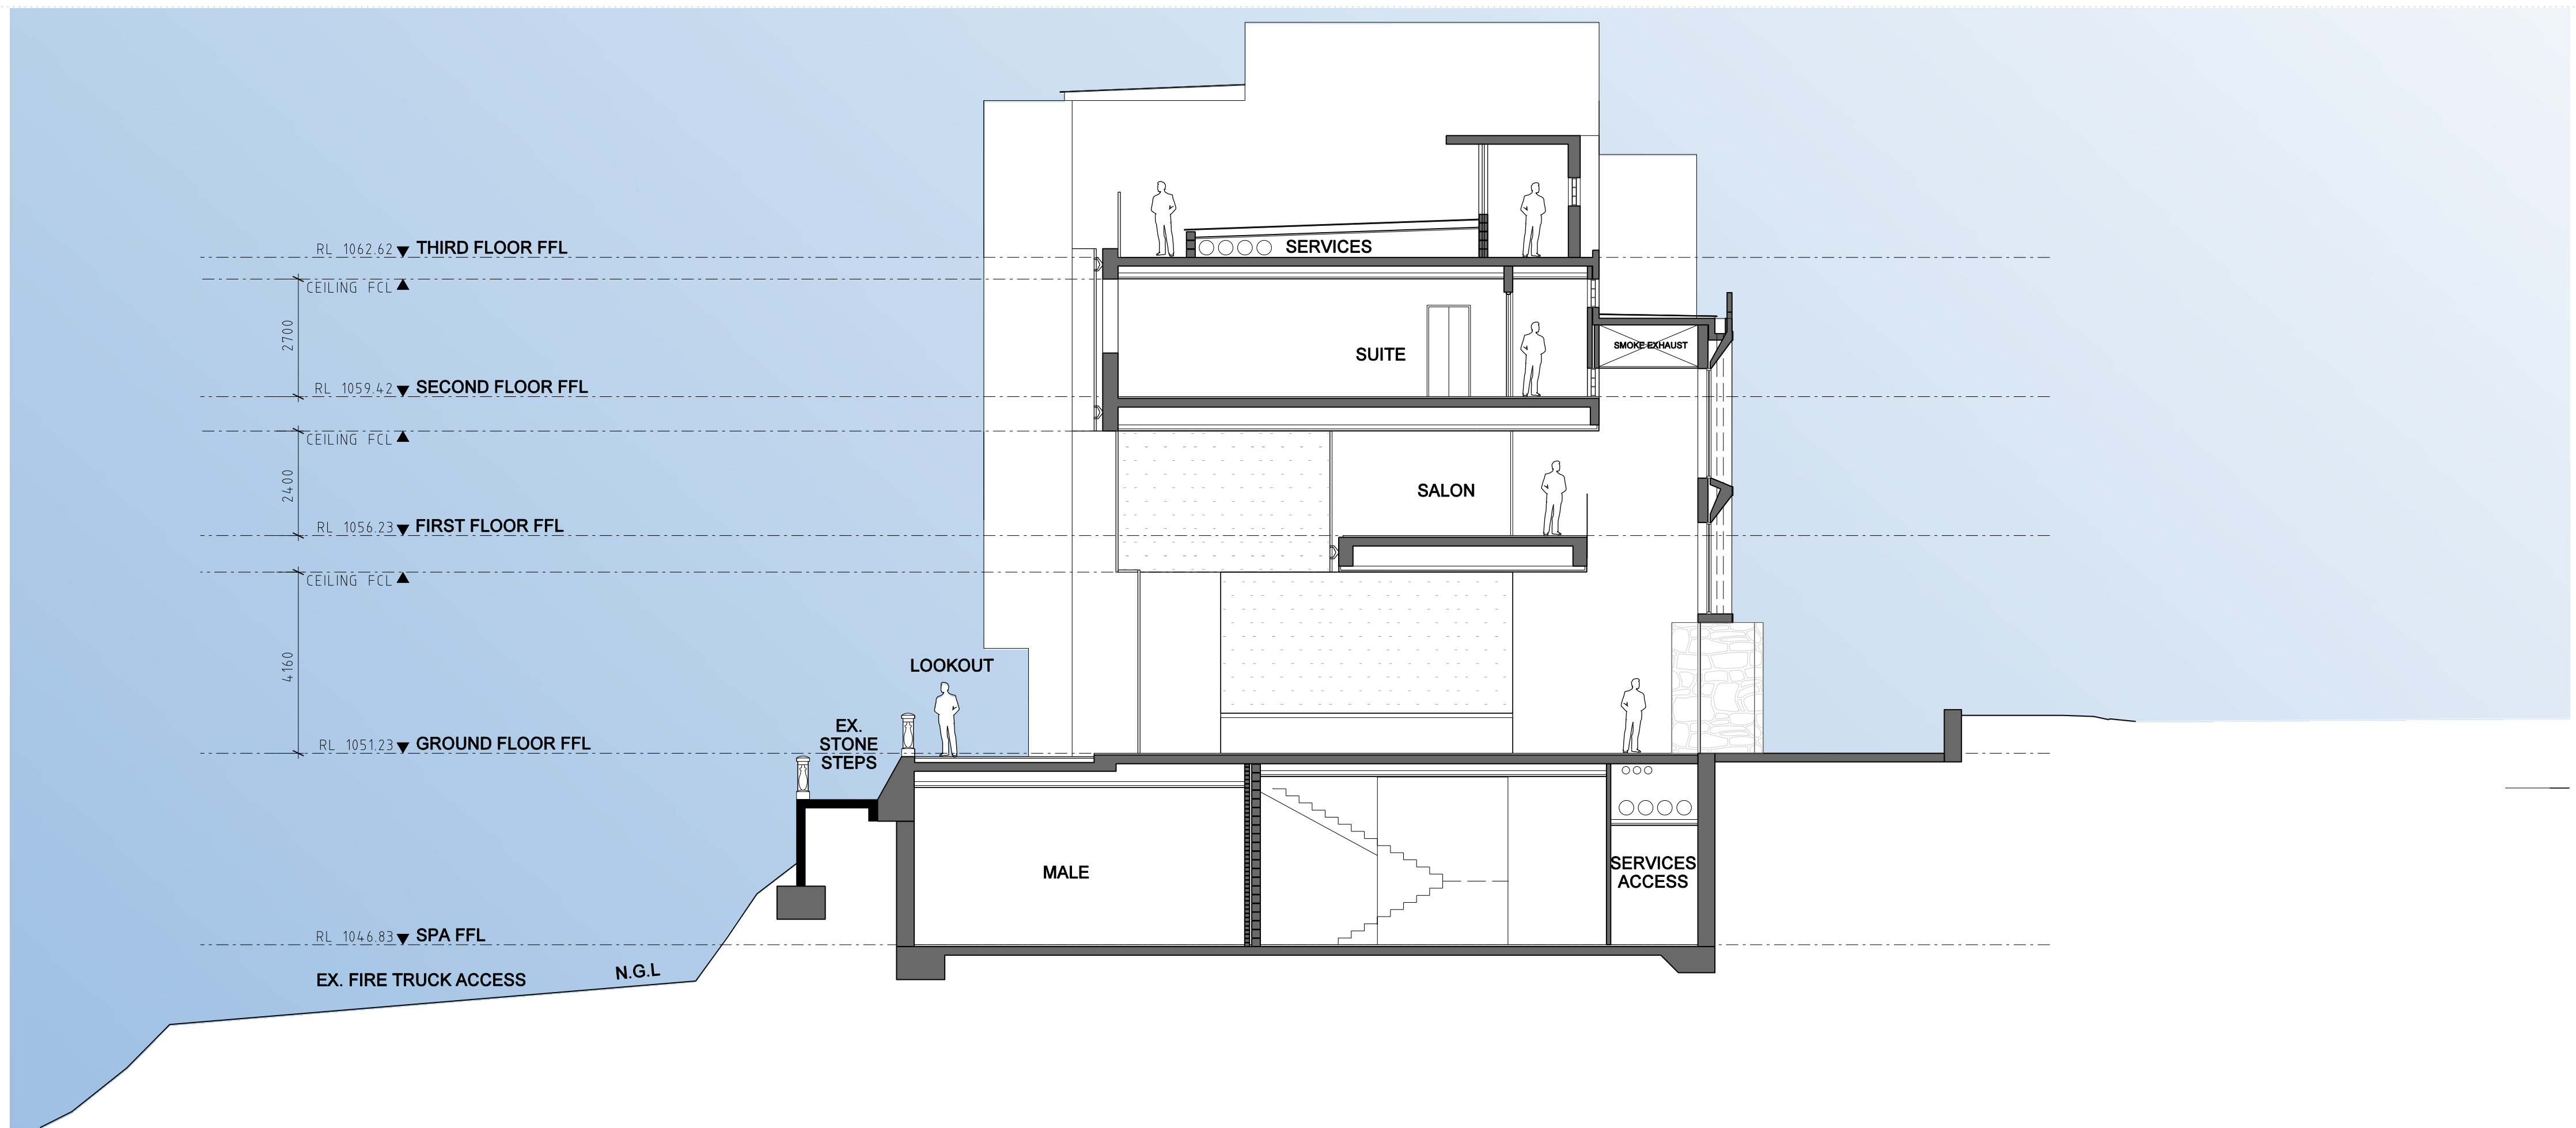 RL 1062.62 THIRD FLOOR FFL
SERVICES
CEILING FCL
2700
SUITE
SMOKE EXHAUST
RL 1059.42 SECOND FLOOR FFL
CEILING FCL
2400
SALON
RL 1056.23 FIRST FLOOR FFL
CEILING FCL
4160
LOOKOUT
EX.
STONE
STEPS
RL 1051.23 GROUND FLOOR FFL
MALE
SERVICES
ACCESS
RL 1046.83 SPA FFL
EX. FIRE TRUCK ACCESS
N.G.L